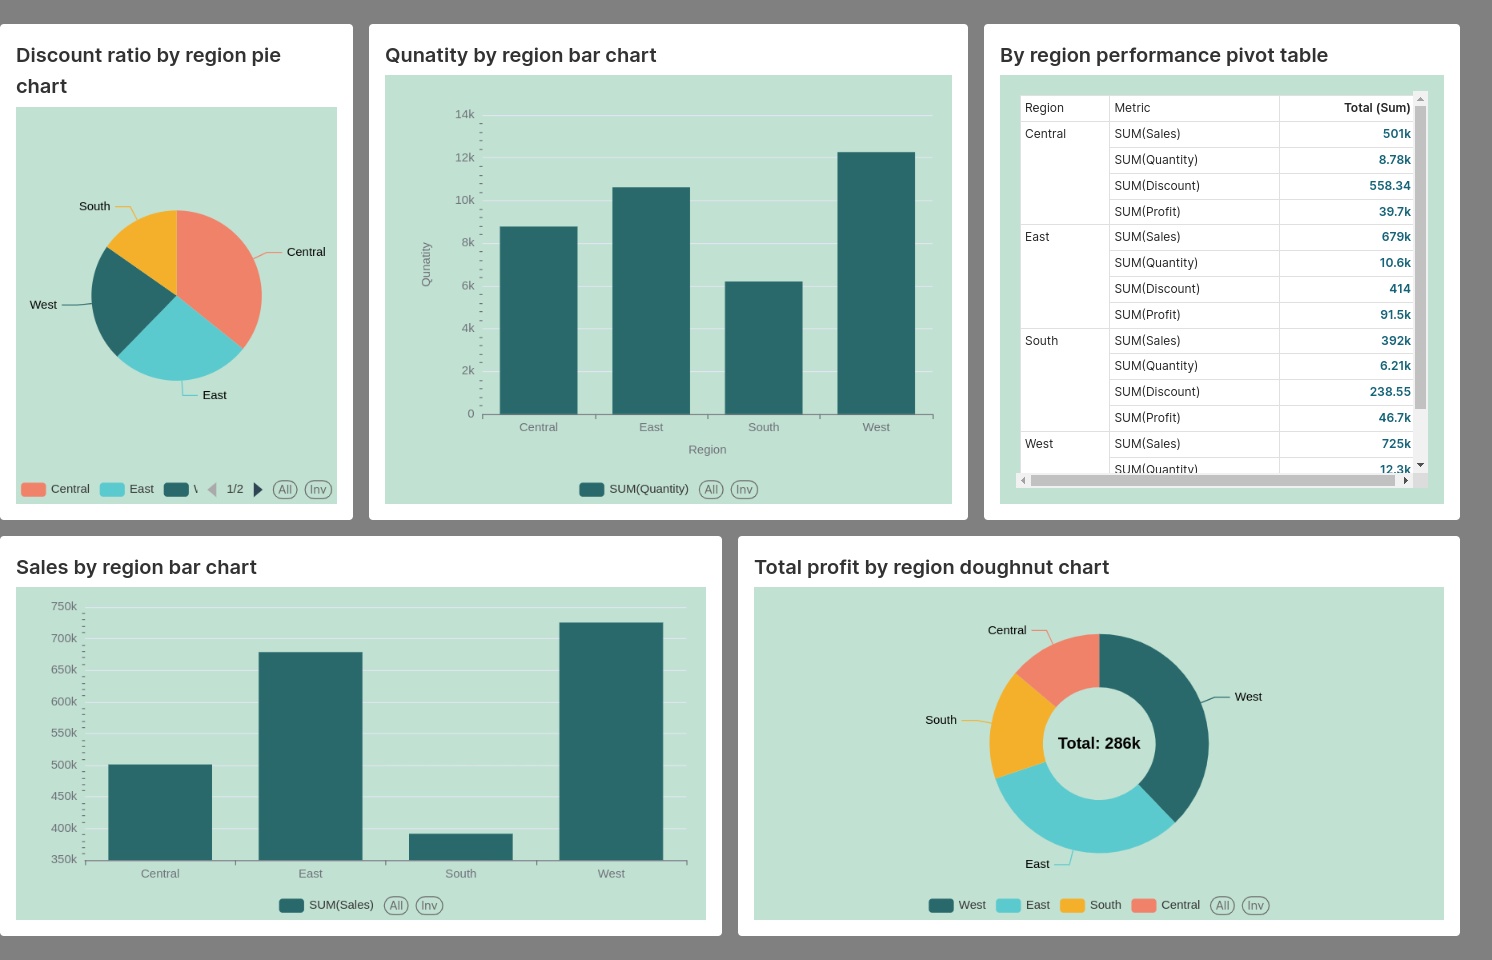 Discount ratio by region pie
chart
South
Central
West
East
Central East 1/2 All Inv
Qunatity by region bar chart
14k
12k
10k
8k
6k
4k
2k
0
Qunatity
Central East South West
Region
SUM(Quantity) All Inv
By region performance pivot table
Region Metric Total (Sum)
Central SUM(Sales) 501k
SUM(Quantity) 8.78k
SUM(Discount) 558.34
SUM(Profit) 39.7k
East SUM(Sales) 679k
SUM(Quantity) 10.6k
SUM(Discount) 414
SUM(Profit) 91.5k
South SUM(Sales) 392k
SUM(Quantity) 6.21k
SUM(Discount) 238.55
SUM(Profit) 46.7k
West SUM(Sales) 725k
SUM(Quantity) 12.3k
Sales by region bar chart
750k
700k
650k
600k
550k
500k
450k
400k
350k
Central East South West
SUM(Sales) All Inv
Total profit by region doughnut chart
Central
West
South
Total: 286k
East
West East South Central All Inv